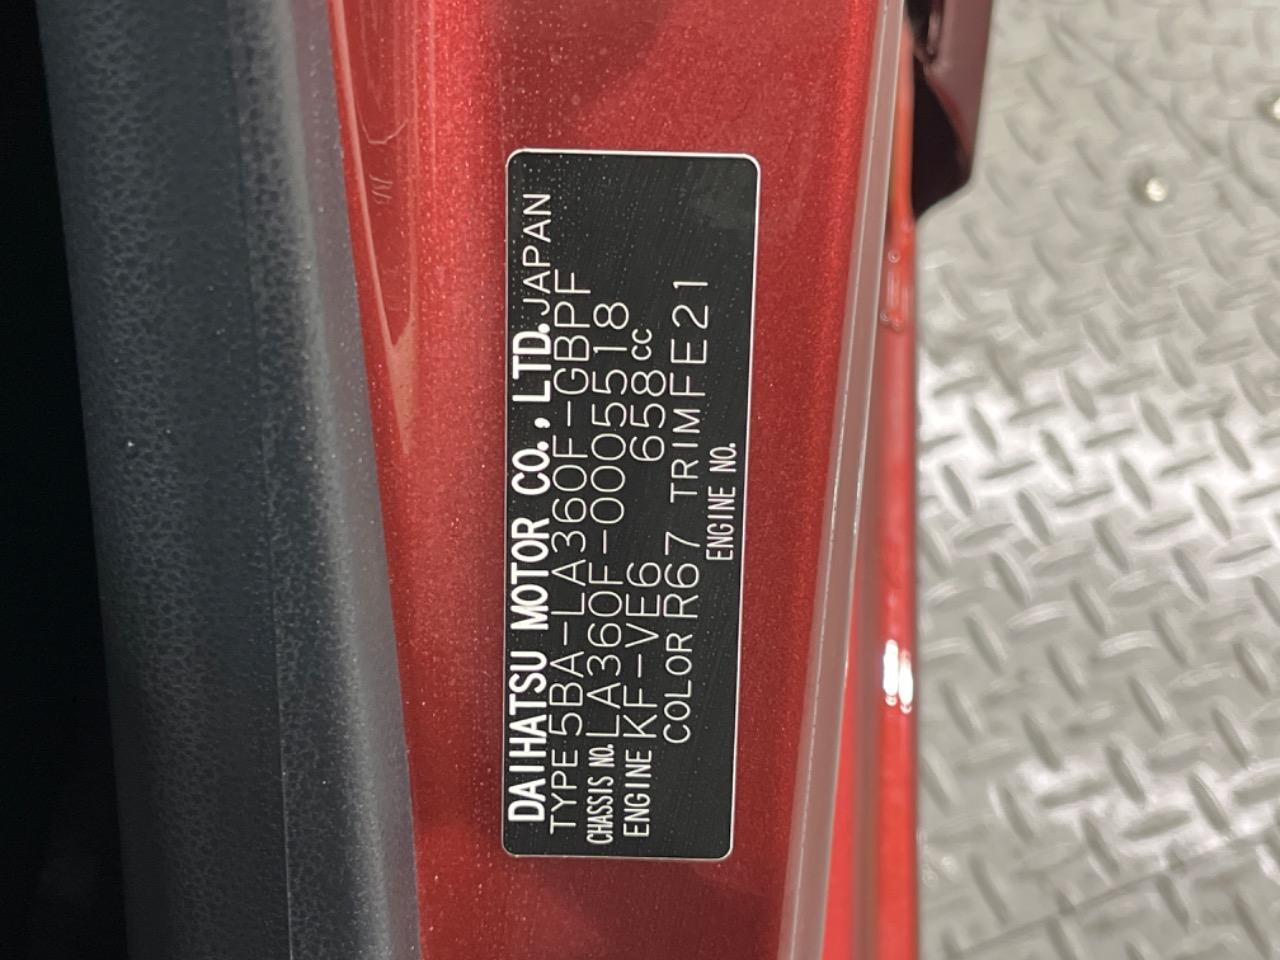 DAIHATSU MOTOR CO., LTD. JAPAN
TYPE 5BA-LA360F-GBPF
CHASSIS NO. LA360F-0005518
ENGINE KF-VE6 658cc
COLOR R67 TRIM FE21
ENGINE NO.